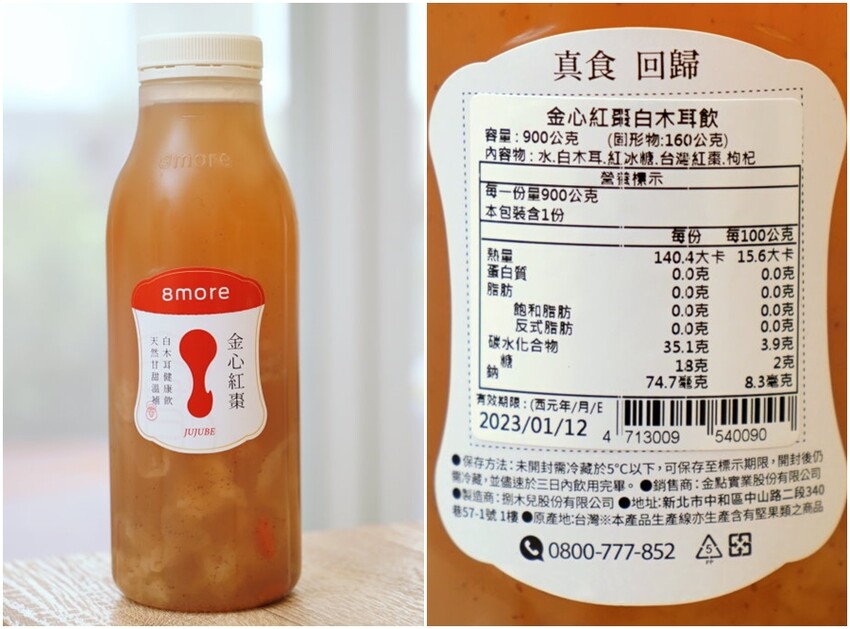 8more
8more
金心紅棗
白木耳健康飲
天然甘甜溫補
JUJUBE
真食 回歸
金心紅棗白木耳飲
容量：900公克 (固形物:160公克)
內容物：水.白木耳.紅冰糖.台灣紅棗.枸杞
營養標示
每一份量900公克
本包裝含1份
每份 每100公克
熱量 140.4大卡 15.6大卡
蛋白質 0.0克 0.0克
脂肪 0.0克 0.0克
飽和脂肪 0.0克 0.0克
反式脂肪 0.0克 0.0克
碳水化合物 35.1克 3.9克
糖 18克 2克
鈉 74.7毫克 8.3毫克
有效期限：(西元年/月/E
2023/01/12
4 713009 540090
●保存方法：未開封需冷藏於5°C以下，可保存至標示期限，開封後仍
需冷藏，並儘速於三日內飲用完畢。●銷售商：金點實業股份有限公司
●製造商：捌木兒股份有限公司 ●地址:新北市中和區中山路二段340
巷57-1號 1樓 ●原產地:台灣※本產品生產線亦生產含有堅果類之商品
0800-777-852
5
PP